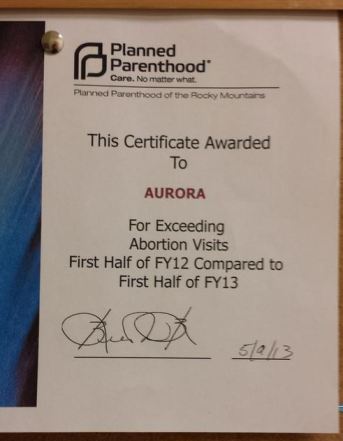 Planned
Parenthood®
Care. No matter what.
Planned Parenthood of the Rocky Mountains
This Certificate Awarded
To
AURORA
For Exceeding
Abortion Visits
First Half of FY12 Compared to
First Half of FY13
5/9/13